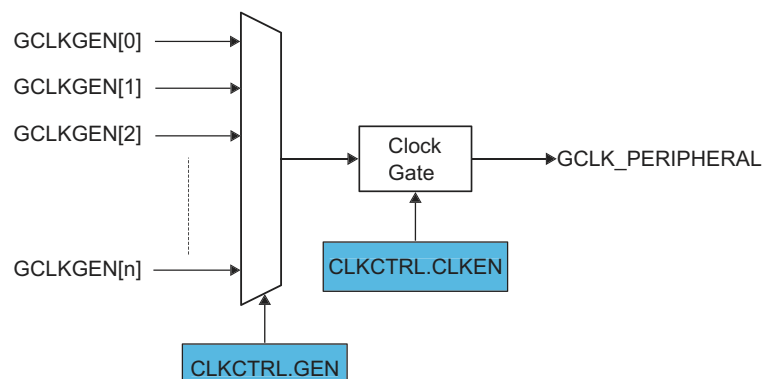 GCLKGEN[0]
GCLKGEN[1]
GCLKGEN[2]
Clock
Gate
GCLK_PERIPHERAL
GCLKGEN[n]
CLKCTRL.CLKEN
CLKCTRL.GEN